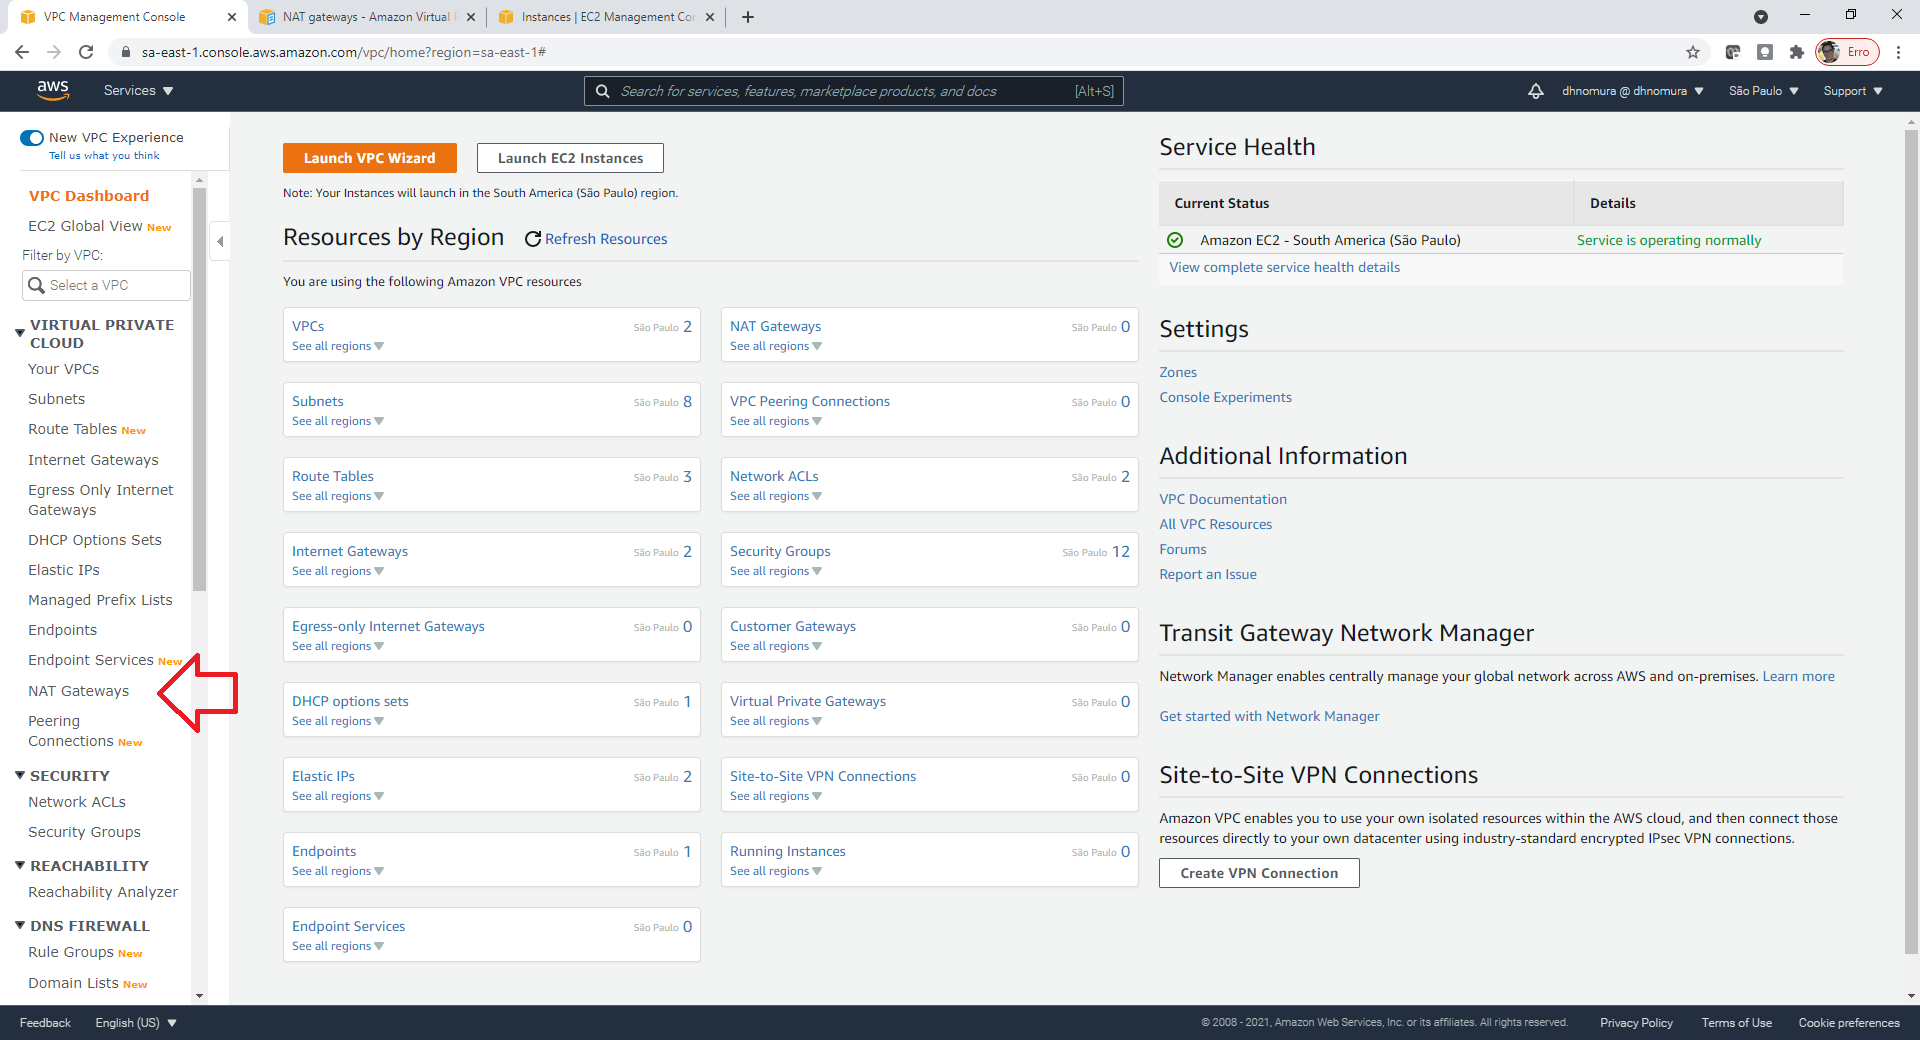 VPC Management Console
NAT gateways - Amazon Virtual P
Instances | EC2 Management Con
sa-east-1.console.aws.amazon.com/vpc/home?region=sa-east-1#
Erro
aws
Services
Search for services, features, marketplace products, and docs
[Alt+S]
dhnomura @ dhnomura
São Paulo
Support
New VPC Experience
Tell us what you think
VPC Dashboard
EC2 Global View New
Filter by VPC:
Select a VPC
VIRTUAL PRIVATE
CLOUD
Your VPCs
Subnets
Route Tables New
Internet Gateways
Egress Only Internet
Gateways
DHCP Options Sets
Elastic IPs
Managed Prefix Lists
Endpoints
Endpoint Services New
NAT Gateways
Peering
Connections New
SECURITY
Network ACLs
Security Groups
REACHABILITY
Reachability Analyzer
DNS FIREWALL
Rule Groups New
Domain Lists New
Launch VPC Wizard
Launch EC2 Instances
Note: Your Instances will launch in the South America (São Paulo) region.
Resources by Region
Refresh Resources
You are using the following Amazon VPC resources
VPCs São Paulo 2
See all regions
NAT Gateways São Paulo 0
See all regions
Subnets São Paulo 8
See all regions
VPC Peering Connections São Paulo 0
See all regions
Route Tables São Paulo 3
See all regions
Network ACLs São Paulo 2
See all regions
Internet Gateways São Paulo 2
See all regions
Security Groups São Paulo 12
See all regions
Egress-only Internet Gateways São Paulo 0
See all regions
Customer Gateways São Paulo 0
See all regions
DHCP options sets São Paulo 1
See all regions
Virtual Private Gateways São Paulo 0
See all regions
Elastic IPs São Paulo 2
See all regions
Site-to-Site VPN Connections São Paulo 0
See all regions
Endpoints São Paulo 1
See all regions
Running Instances São Paulo 0
See all regions
Endpoint Services São Paulo 0
See all regions
Service Health
Current Status
Details
Amazon EC2 - South America (São Paulo)
Service is operating normally
View complete service health details
Settings
Zones
Console Experiments
Additional Information
VPC Documentation
All VPC Resources
Forums
Report an Issue
Transit Gateway Network Manager
Network Manager enables centrally manage your global network across AWS and on-premises. Learn more
Get started with Network Manager
Site-to-Site VPN Connections
Amazon VPC enables you to use your own isolated resources within the AWS cloud, and then connect those
resources directly to your own datacenter using industry-standard encrypted IPsec VPN connections.
Create VPN Connection
Feedback
English (US)
© 2008 - 2021, Amazon Web Services, Inc. or its affiliates. All rights reserved.
Privacy Policy
Terms of Use
Cookie preferences